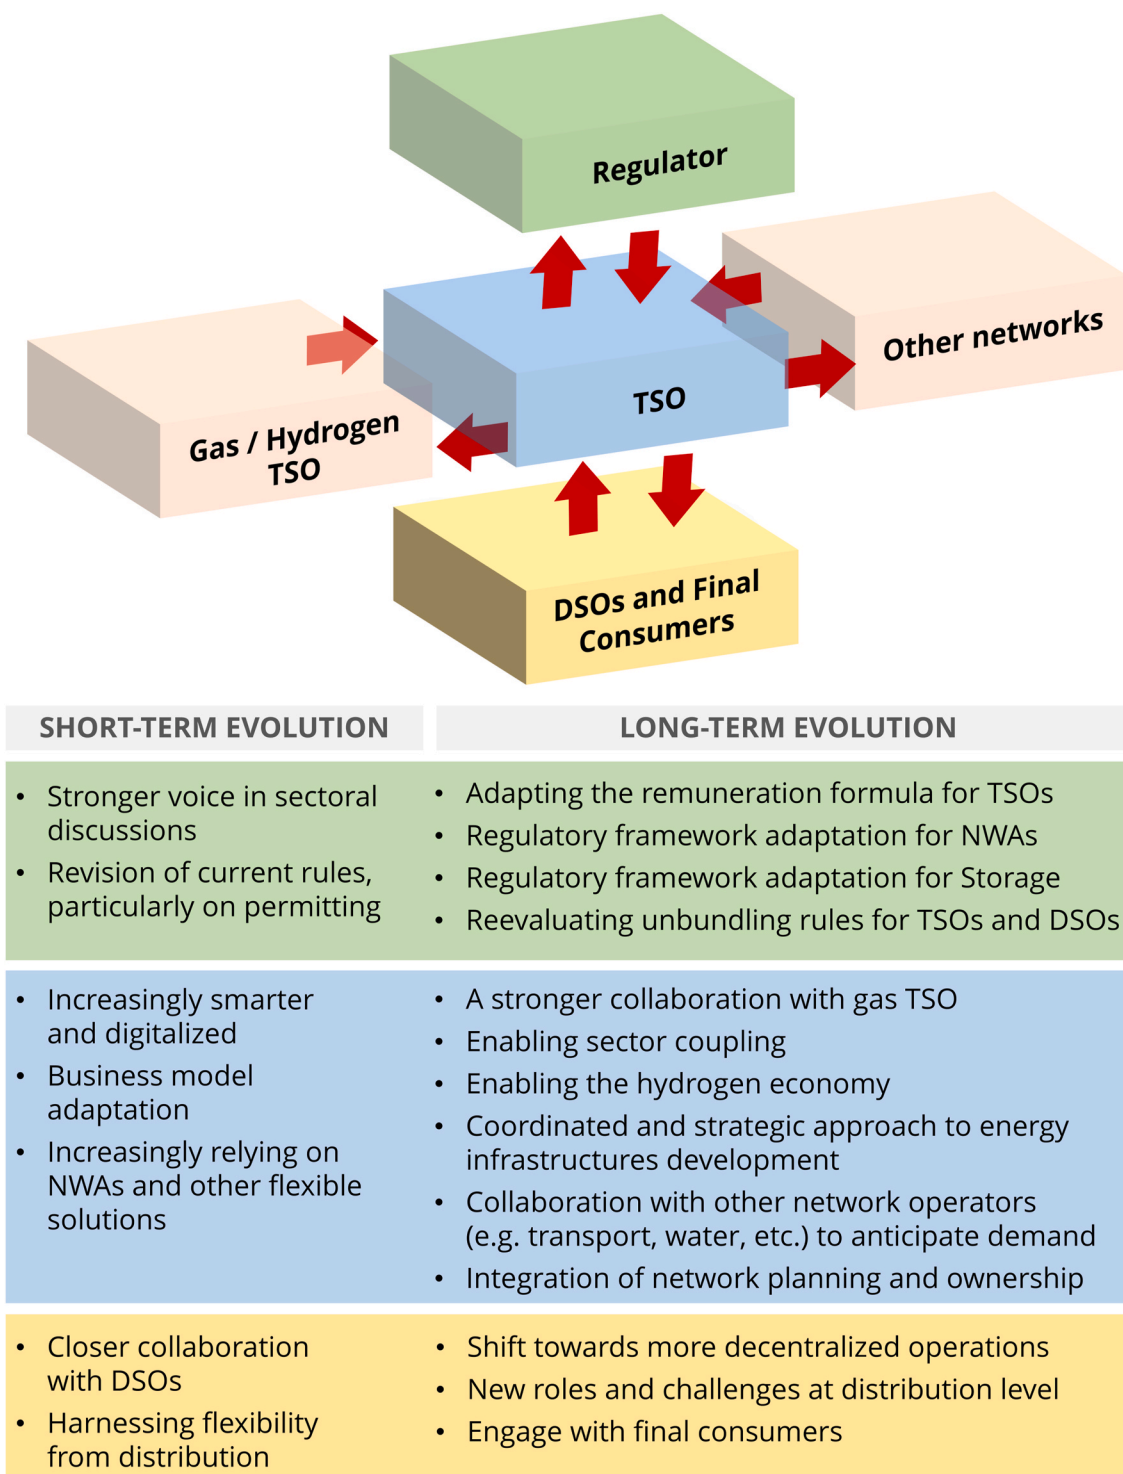 Regulator
Other networks
TSO
Gas / Hydrogen
TSO
DSOs and Final
Consumers
SHORT-TERM EVOLUTION
LONG-TERM EVOLUTION
• Stronger voice in sectoral
discussions
• Revision of current rules,
particularly on permitting
• Adapting the remuneration formula for TSOs
• Regulatory framework adaptation for NWAs
• Regulatory framework adaptation for Storage
• Reevaluating unbundling rules for TSOs and DSOs
• Increasingly smarter
and digitalized
• Business model
adaptation
• Increasingly relying on
NWAs and other flexible
solutions
• A stronger collaboration with gas TSO
• Enabling sector coupling
• Enabling the hydrogen economy
• Coordinated and strategic approach to energy
infrastructures development
• Collaboration with other network operators
(e.g. transport, water, etc.) to anticipate demand
• Integration of network planning and ownership
• Closer collaboration
with DSOs
• Harnessing flexibility
from distribution
• Shift towards more decentralized operations
• New roles and challenges at distribution level
• Engage with final consumers